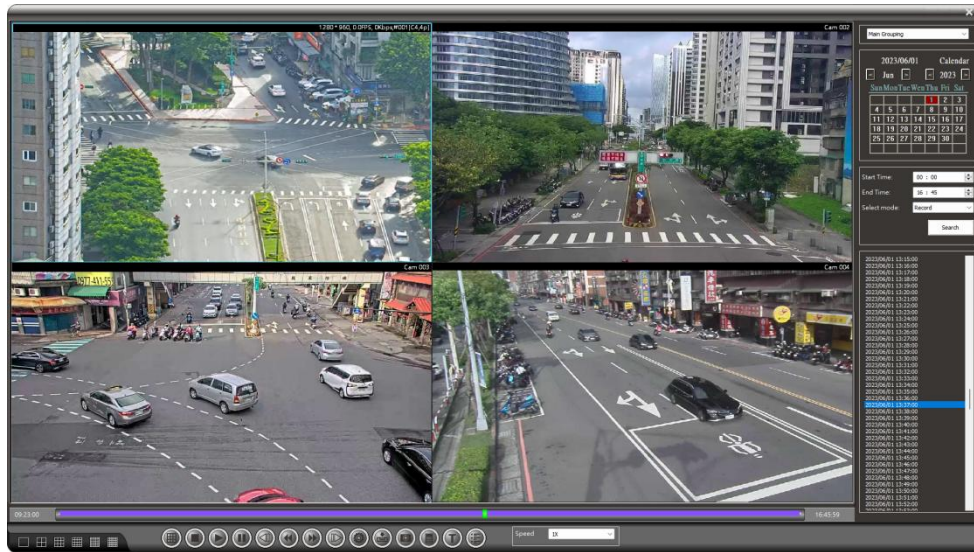 1280 * 960, 0.0FPS, 0Kbps,#001(C4,4p)
Cam 002
Cam 003
Cam 004
Main Grouping
2023/06/01 Calendar
Jun 2023
Sun Mon Tue Wen Thu Fri Sat
1 2 3
4 5 6 7 8 9 10
11 12 13 14 15 16 17
18 19 20 21 22 23 24
25 26 27 28 29 30
Start Time: 00 : 00
End Time: 16 : 45
Select mode: Record
Search
2023/06/01 13:15:00
2023/06/01 13:16:00
2023/06/01 13:17:00
2023/06/01 13:18:00
2023/06/01 13:19:00
2023/06/01 13:20:00
2023/06/01 13:21:00
2023/06/01 13:22:00
2023/06/01 13:23:00
2023/06/01 13:24:00
2023/06/01 13:25:00
2023/06/01 13:26:00
2023/06/01 13:27:00
2023/06/01 13:28:00
2023/06/01 13:29:00
2023/06/01 13:30:00
2023/06/01 13:31:00
2023/06/01 13:32:00
2023/06/01 13:33:00
2023/06/01 13:34:00
2023/06/01 13:35:00
2023/06/01 13:36:00
2023/06/01 13:37:00
2023/06/01 13:38:00
2023/06/01 13:39:00
2023/06/01 13:40:00
2023/06/01 13:41:00
2023/06/01 13:42:00
2023/06/01 13:43:00
2023/06/01 13:44:00
2023/06/01 13:45:00
2023/06/01 13:46:00
2023/06/01 13:47:00
2023/06/01 13:48:00
2023/06/01 13:49:00
2023/06/01 13:50:00
2023/06/01 13:51:00
2023/06/01 13:52:00
09:23:00
16:45:59
Speed 1X